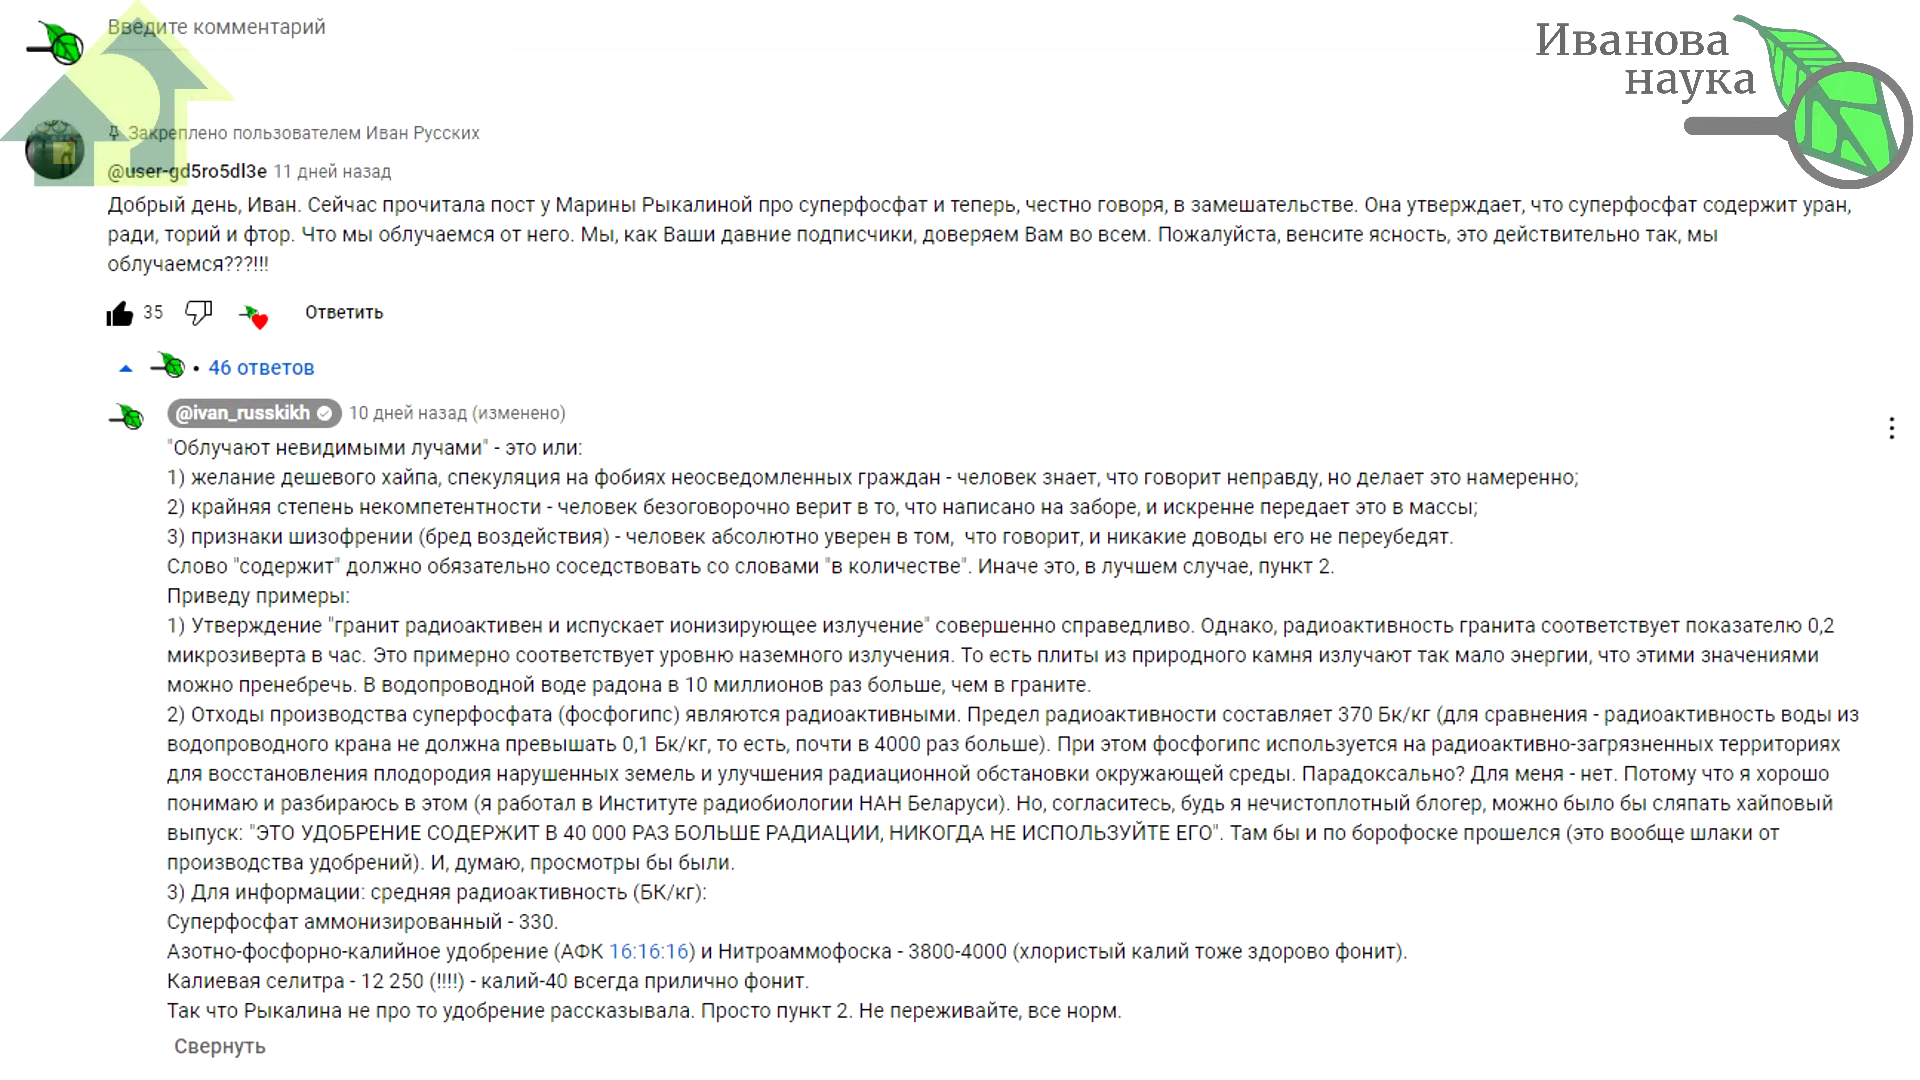 Введите комментарий
Иванова
наука
Закреплено пользователем Иван Русских
@user-gd5ro5dl3e 11 дней назад
Добрый день, Иван. Сейчас прочитала пост у Марины Рыкалиной про суперфосфат и теперь, честно говоря, в замешательстве. Она утверждает, что суперфосфат содержит уран,
ради, торий и фтор. Что мы облучаемся от него. Мы, как Ваши давние подписчики, доверяем Вам во всем. Пожалуйста, венсите ясность, это действительно так, мы
облучаемся???!!!
35 Ответить
• 46 ответов
@ivan_russkikh 10 дней назад (изменено)
"Облучают невидимыми лучами" - это или:
1) желание дешевого хайпа, спекуляция на фобиях неосведомленных граждан - человек знает, что говорит неправду, но делает это намеренно;
2) крайняя степень некомпетентности - человек безоговорочно верит в то, что написано на заборе, и искренне передает это в массы;
3) признаки шизофрении (бред воздействия) - человек абсолютно уверен в том, что говорит, и никакие доводы его не переубедят.
Слово "содержит" должно обязательно соседствовать со словами "в количестве". Иначе это, в лучшем случае, пункт 2.
Приведу примеры:
1) Утверждение "гранит радиоактивен и испускает ионизирующее излучение" совершенно справедливо. Однако, радиоактивность гранита соответствует показателю 0,2
микрозиверта в час. Это примерно соответствует уровню наземного излучения. То есть плиты из природного камня излучают так мало энергии, что этими значениями
можно пренебречь. В водопроводной воде радона в 10 миллионов раз больше, чем в граните.
2) Отходы производства суперфосфата (фосфогипс) являются радиоактивными. Предел радиоактивности составляет 370 Бк/кг (для сравнения - радиоактивность воды из
водопроводного крана не должна превышать 0,1 Бк/кг, то есть, почти в 4000 раз больше). При этом фосфогипс используется на радиоактивно-загрязненных территориях
для восстановления плодородия нарушенных земель и улучшения радиационной обстановки окружающей среды. Парадоксально? Для меня - нет. Потому что я хорошо
понимаю и разбираюсь в этом (я работал в Институте радиобиологии НАН Беларуси). Но, согласитесь, будь я нечистоплотный блогер, можно было бы сляпать хайповый
выпуск: "ЭТО УДОБРЕНИЕ СОДЕРЖИТ В 40 000 РАЗ БОЛЬШЕ РАДИАЦИИ, НИКОГДА НЕ ИСПОЛЬЗУЙТЕ ЕГО". Там бы и по борофоске прошелся (это вообще шлаки от
производства удобрений). И, думаю, просмотры бы были.
3) Для информации: средняя радиоактивность (БК/кг):
Суперфосфат аммонизированный - 330.
Азотно-фосфорно-калийное удобрение (АФК 16:16:16) и Нитроаммофоска - 3800-4000 (хлористый калий тоже здорово фонит).
Калиевая селитра - 12 250 (!!!!) - калий-40 всегда прилично фонит.
Так что Рыкалина не про то удобрение рассказывала. Просто пункт 2. Не переживайте, все норм.
Свернуть